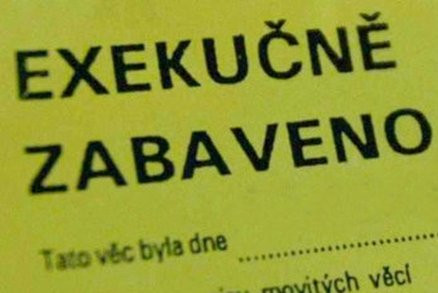 EXEKUČNĚ
ZABAVENO
Tato věc byla dne ........................
movitých věcí